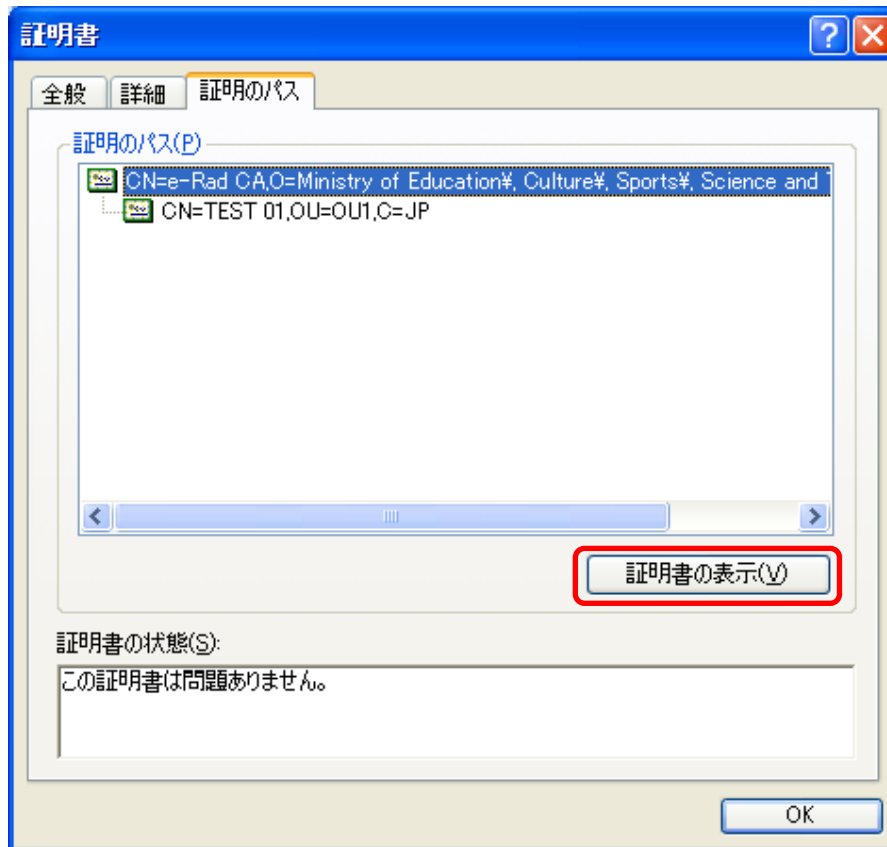 証明書
全般 詳細 証明のパス
証明のパス(P)
CN=e-Rad CA,O=Ministry of Education¥, Culture¥, Sports¥, Science and
CN=TEST 01,OU=OU1,C=JP
証明書の表示(V)
証明書の状態(S):
この証明書は問題ありません。
OK